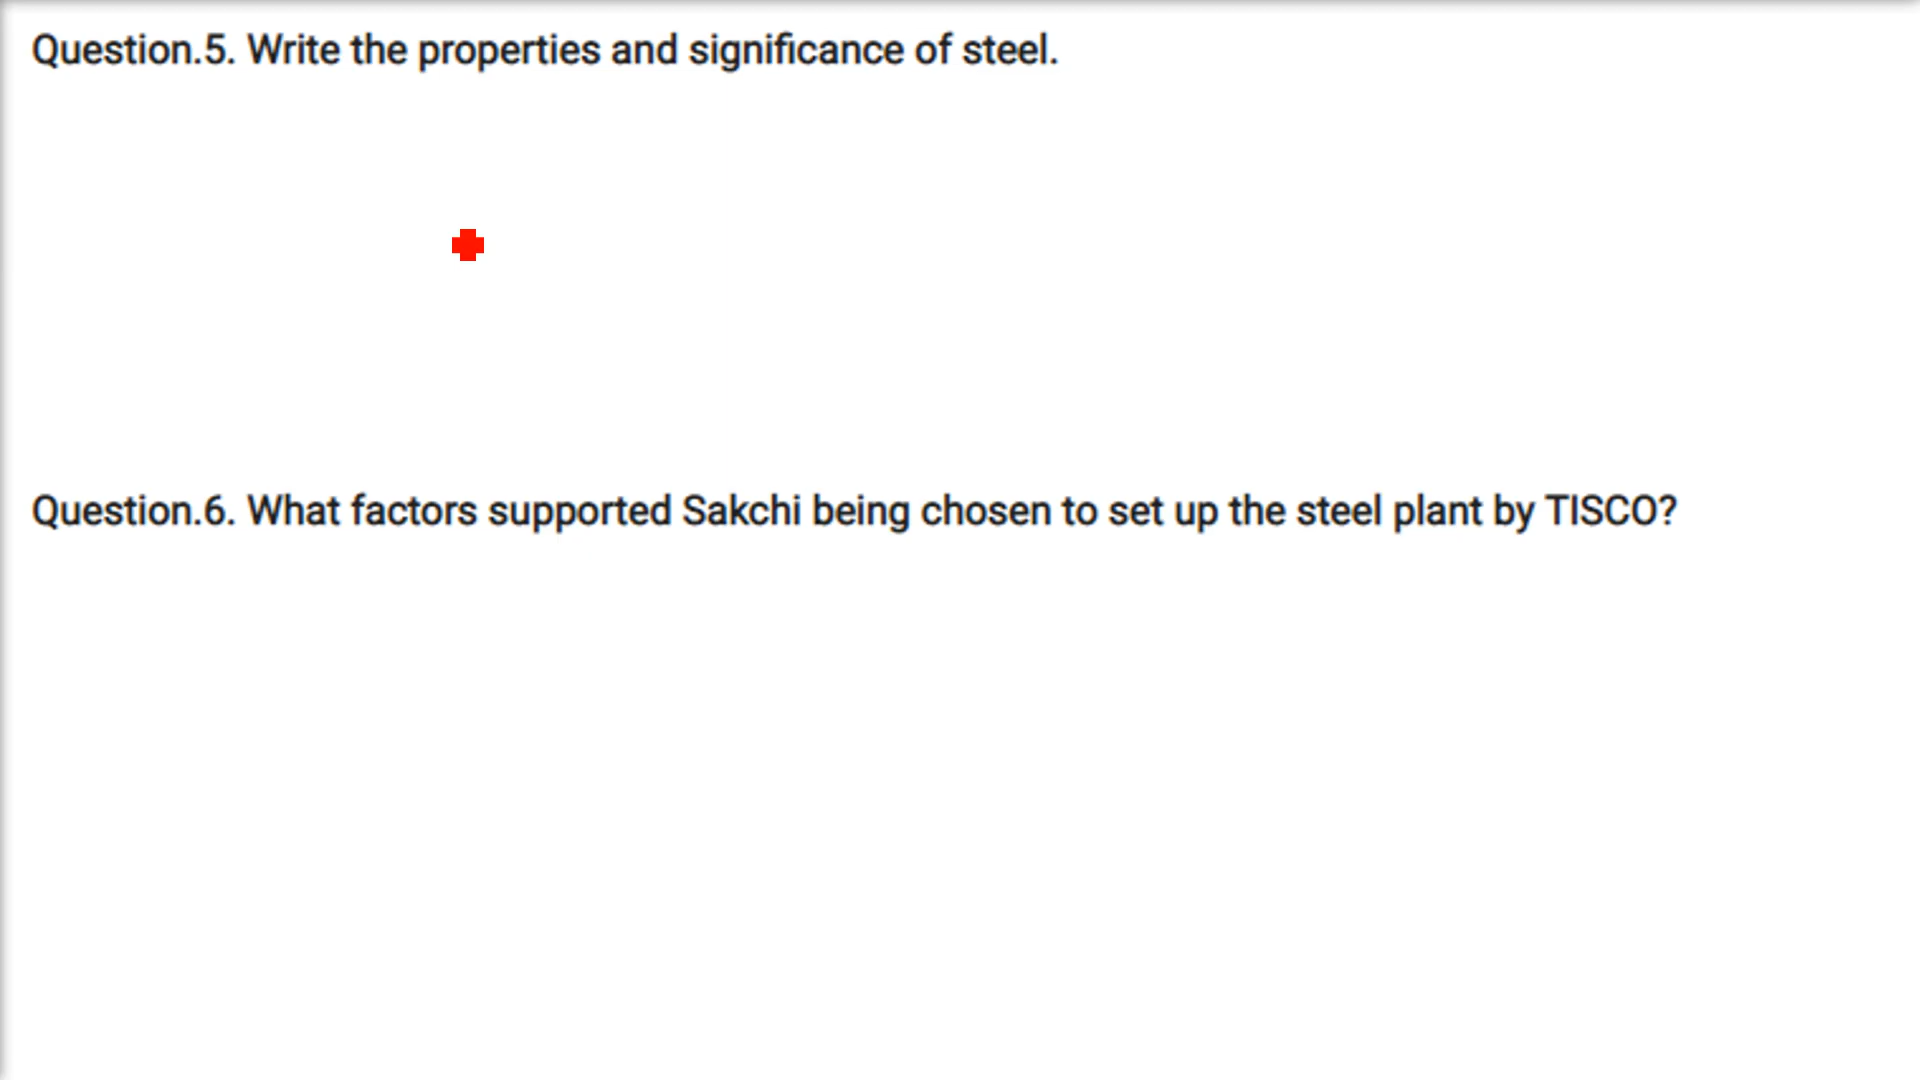 Question.5. Write the properties and significance of steel.
Question.6. What factors supported Sakchi being chosen to set up the steel plant by TISCO?